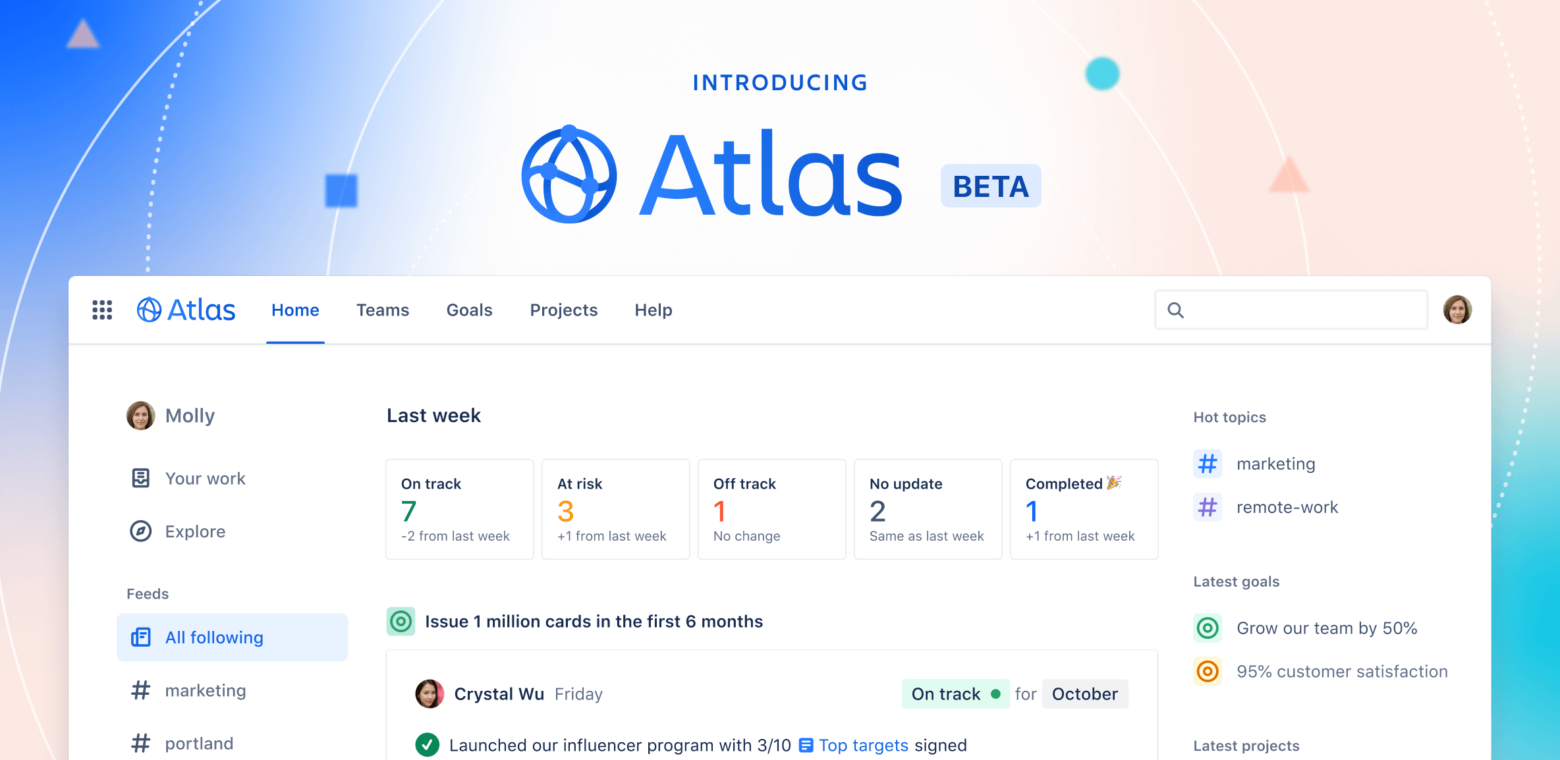 INTRODUCING
Atlas BETA
Atlas Home Teams Goals Projects Help
Molly
Your work
Explore
Feeds
All following
# marketing
# portland
Last week
On track
7
-2 from last week
At risk
3
+1 from last week
Off track
1
No change
No update
2
Same as last week
Completed 🎉
1
+1 from last week
Issue 1 million cards in the first 6 months
Crystal Wu Friday On track for October
Launched our influencer program with 3/10 Top targets signed
Hot topics
# marketing
# remote-work
Latest goals
Grow our team by 50%
95% customer satisfaction
Latest projects